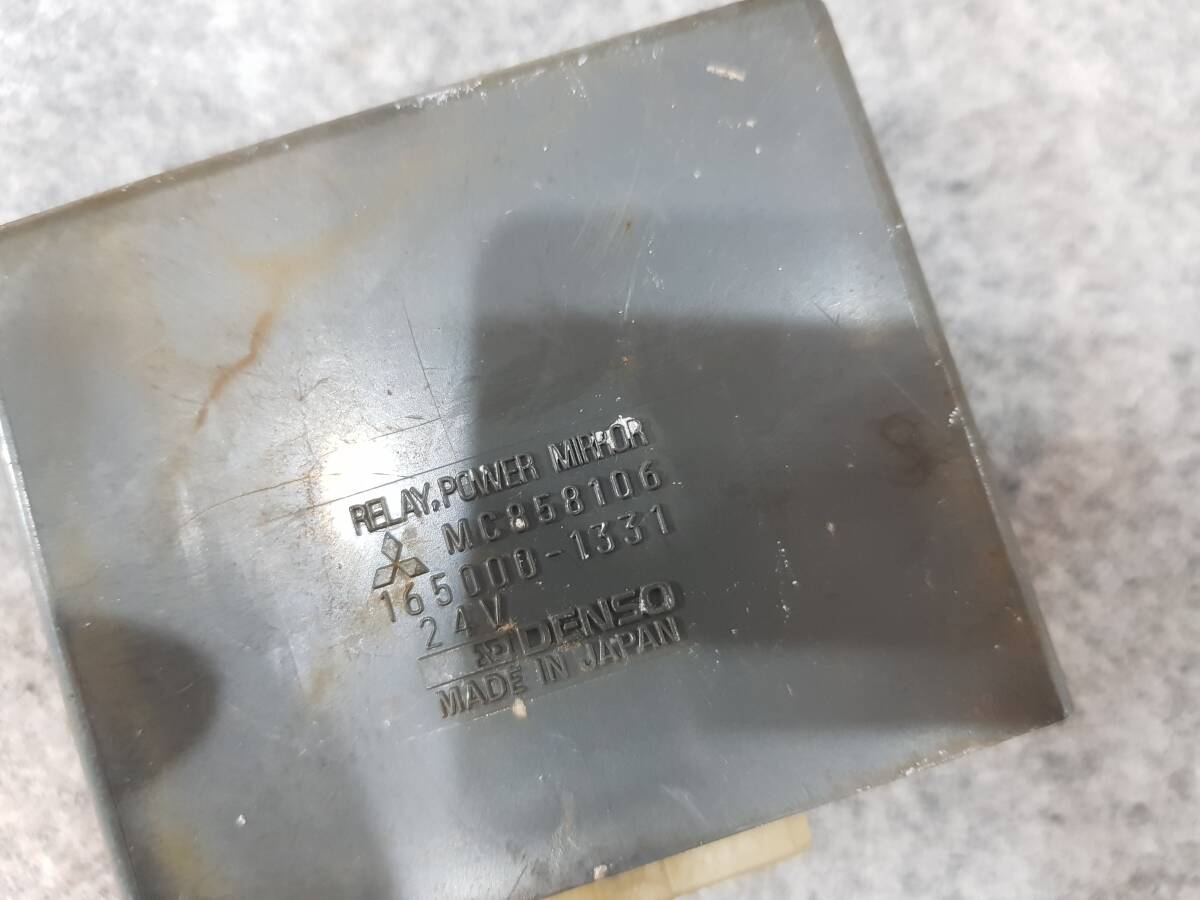 RELAY,POWER MIRROR
MC858106
165000-1331
24V
DENSO
MADE IN JAPAN